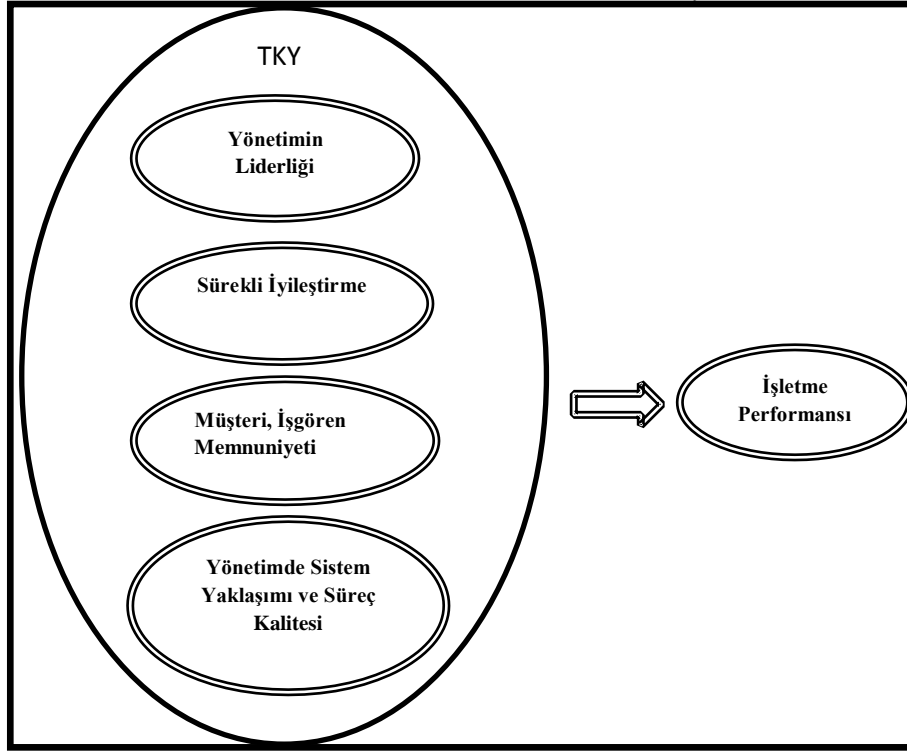 TKY
Yönetimin
Liderliği
Sürekli İyileştirme
Müşteri, İşgören
Memnuniyeti
Yönetimde Sistem
Yaklaşımı ve Süreç
Kalitesi
İşletme
Performansı